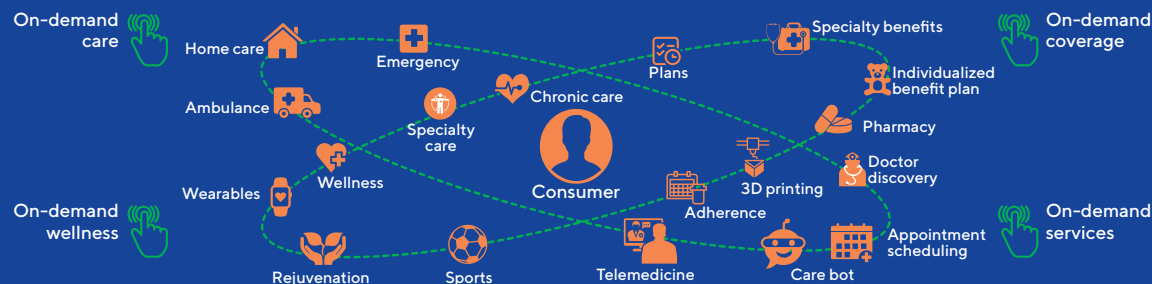 On-demand
care
Home care
Emergency
Plans
Specialty benefits
On-demand
coverage
Individualized
benefit plan
Ambulance
Chronic care
Specialty
care
Pharmacy
Doctor
discovery
Wellness
Consumer
3D printing
Wearables
Adherence
On-demand
wellness
On-demand
services
Appointment
scheduling
Rejuvenation
Sports
Telemedicine
Care bot